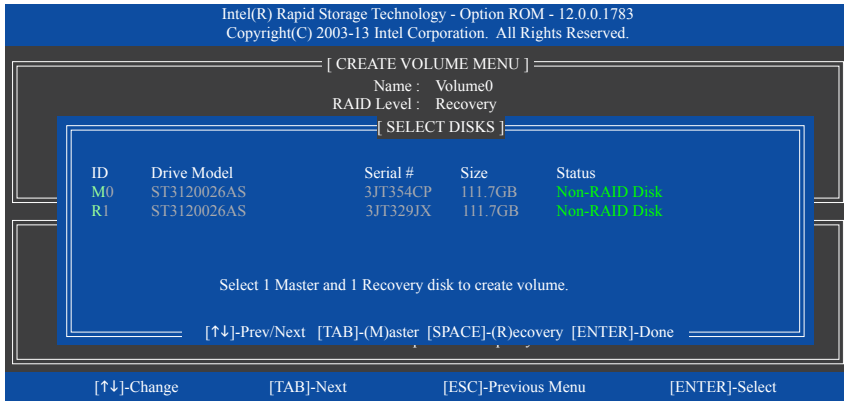 Intel(R) Rapid Storage Technology - Option ROM - 12.0.0.1783
Copyright(C) 2003-13 Intel Corporation. All Rights Reserved.
[ CREATE VOLUME MENU ]
Name : Volume0
RAID Level : Recovery
[ SELECT DISKS ]
ID Drive Model Serial # Size Status
M0 ST3120026AS 3JT354CP 111.7GB Non-RAID Disk
R1 ST3120026AS 3JT329JX 111.7GB Non-RAID Disk
Select 1 Master and 1 Recovery disk to create volume.
[↑↓]-Prev/Next [TAB]-(M)aster [SPACE]-(R)ecovery [ENTER]-Done
[↑↓]-Change [TAB]-Next [ESC]-Previous Menu [ENTER]-Select